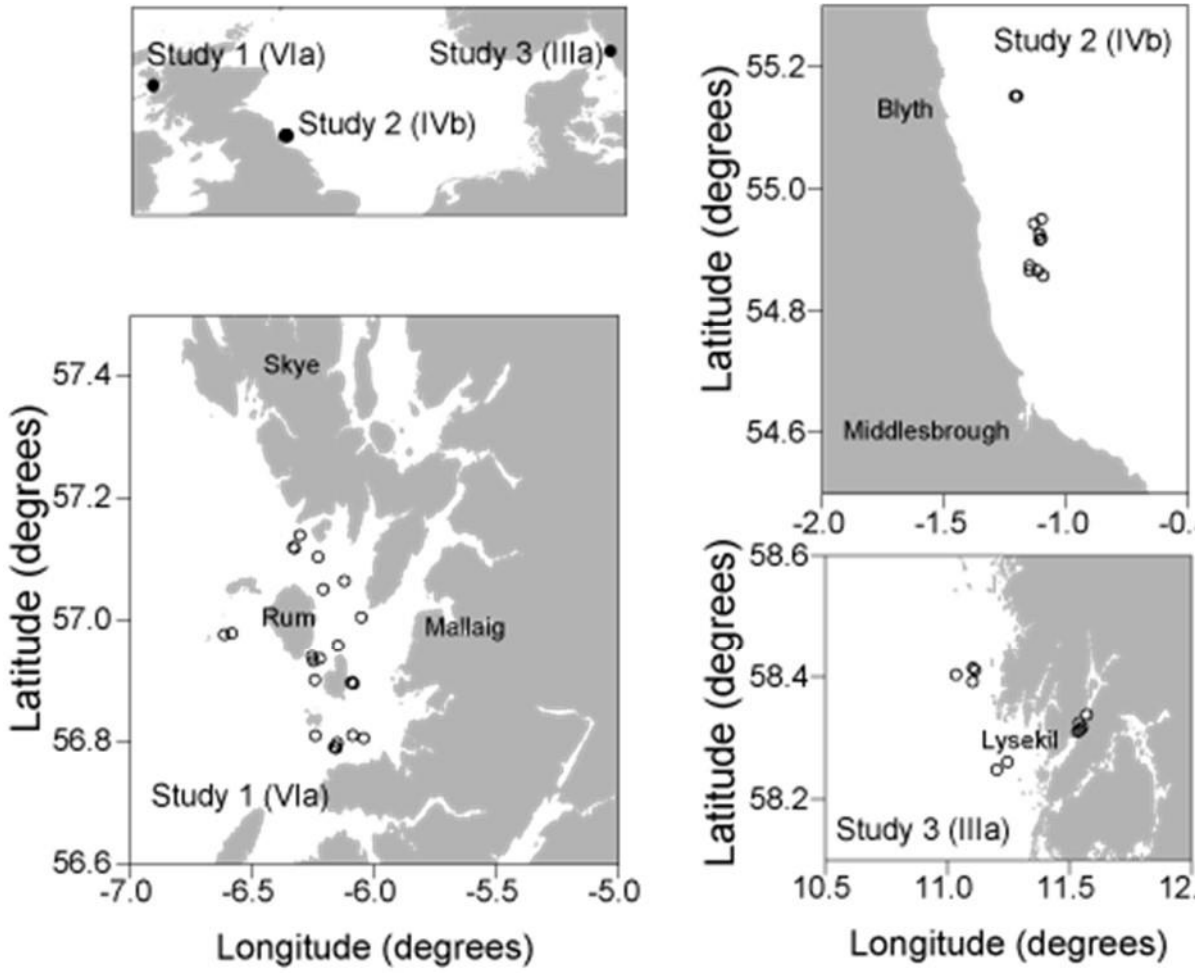 Study 1 (VIa)
Study 3 (IIIa)
Study 2 (IVb)
Latitude (degrees)
57.4
57.2
57.0
56.8
56.6
Skye
Rum
Mallaig
Study 1 (VIa)
-7.0 -6.5 -6.0 -5.5 -5.0
Longitude (degrees)
Latitude (degrees)
55.2
55.0
54.8
54.6
Study 2 (IVb)
Blyth
Middlesbrough
-2.0 -1.5 -1.0 -0.
Latitude (degrees)
58.6
58.4
58.2
Lysekil
Study 3 (IIIa)
10.5 11.0 11.5 12.
Longitude (degrees)